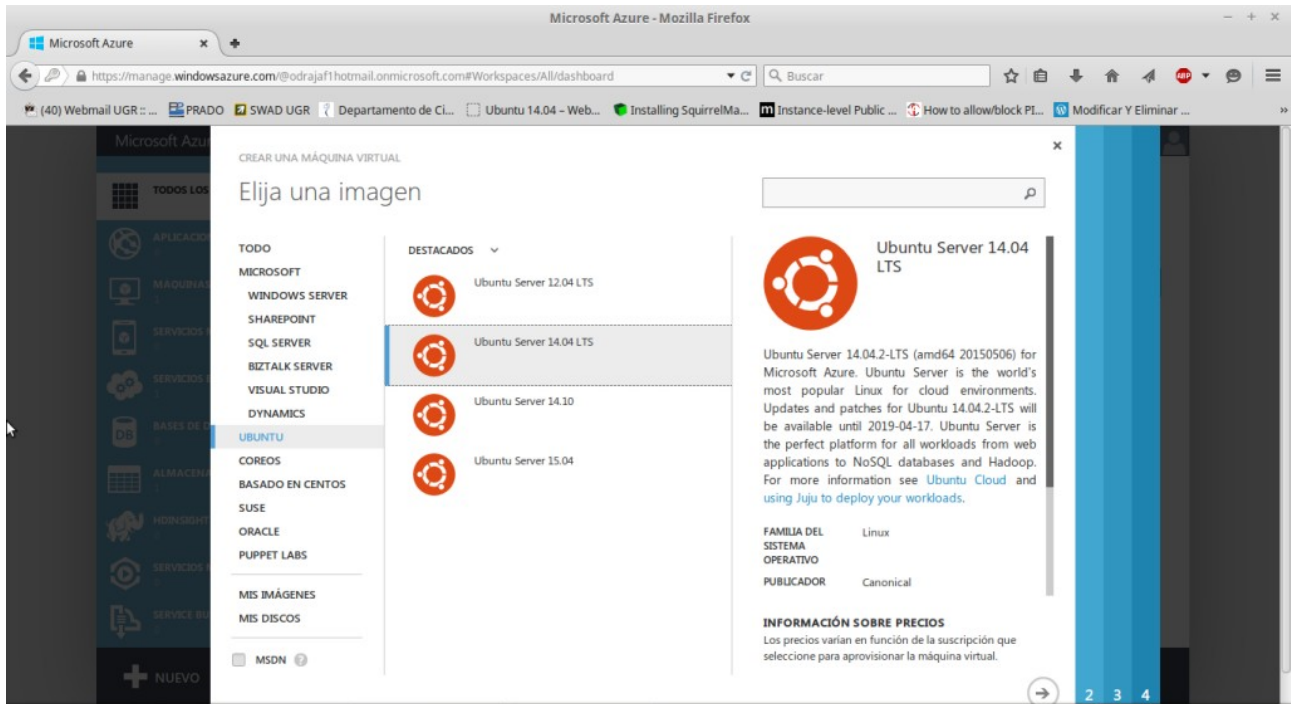 Microsoft Azure - Mozilla Firefox
Microsoft Azure
https://manage.windowsazure.com/@odrajaf1hotmail.onmicrosoft.com#Workspaces/All/dashboard
Buscar
ABP
(40) Webmail UGR :: ... PRADO SWAD UGR Departamento de Ci... Ubuntu 14.04 – Web... Installing SquirrelMa... Instance-level Public ... How to allow/block PI... Modificar Y Eliminar ...
Microsoft Azur
TODOS LOS
APLICACION
MÁQUINAS
SERVICIOS
SERVICIOS
BASES DE D
DB
ALMACENA
HDINSIGHT
SERVICIOS
SERVICE BU
NUEVO
CREAR UNA MÁQUINA VIRTUAL
Elija una imagen
TODO
MICROSOFT
WINDOWS SERVER
SHAREPOINT
SQL SERVER
BIZTALK SERVER
VISUAL STUDIO
DYNAMICS
UBUNTU
COREOS
BASADO EN CENTOS
SUSE
ORACLE
PUPPET LABS
MIS IMÁGENES
MIS DISCOS
MSDN
DESTACADOS
Ubuntu Server 12.04 LTS
Ubuntu Server 14.04 LTS
Ubuntu Server 14.10
Ubuntu Server 15.04
Ubuntu Server 14.04
LTS
Ubuntu Server 14.04.2-LTS (amd64 20150506) for
Microsoft Azure. Ubuntu Server is the world's
most popular Linux for cloud environments.
Updates and patches for Ubuntu 14.04.2-LTS will
be available until 2019-04-17. Ubuntu Server is
the perfect platform for all workloads from web
applications to NoSQL databases and Hadoop.
For more information see Ubuntu Cloud and
using Juju to deploy your workloads.
FAMILIA DEL
SISTEMA
OPERATIVO
Linux
PUBLICADOR
Canonical
INFORMACIÓN SOBRE PRECIOS
Los precios varían en función de la suscripción que
seleccione para aprovisionar la máquina virtual.
2 3 4